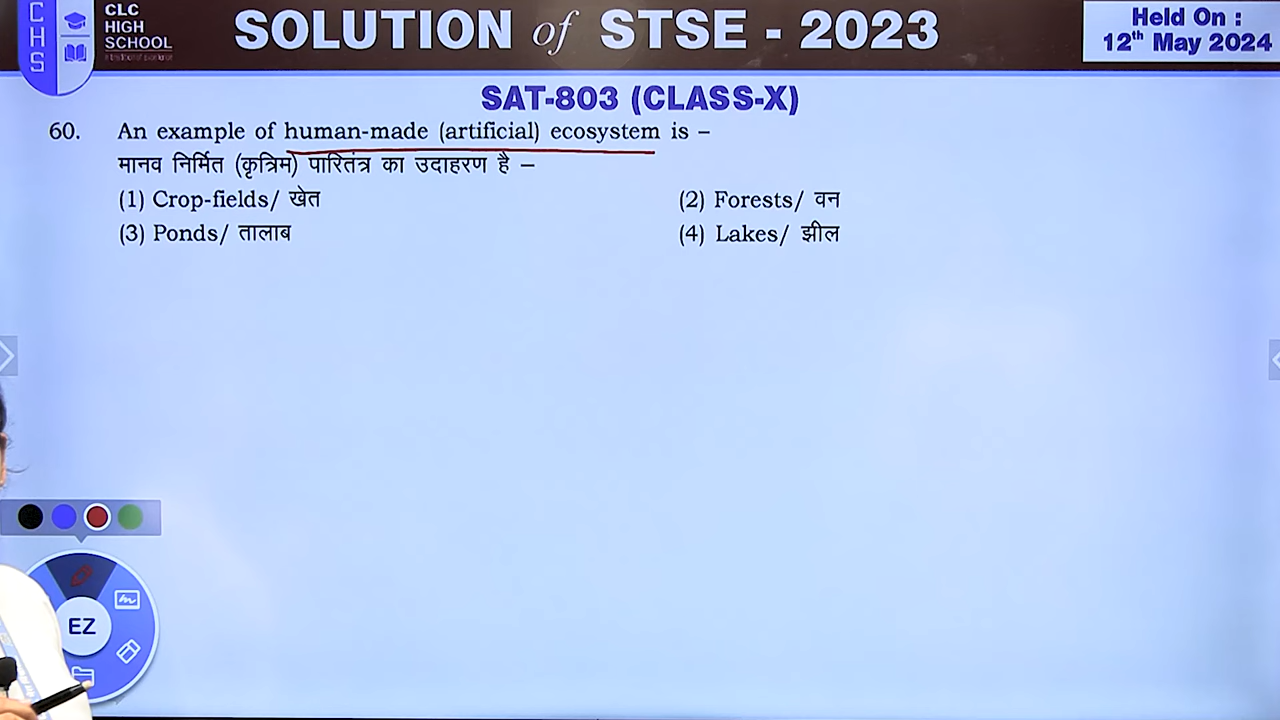 CHS
CLC
HIGH
SCHOOL
SOLUTION of STSE - 2023
Held On :
12th May 2024
SAT-803 (CLASS-X)
60. An example of human-made (artificial) ecosystem is –
मानव निर्मित (कृत्रिम) पारितंत्र का उदाहरण है –
(1) Crop-fields/ खेत (2) Forests/ वन
(3) Ponds/ तालाब (4) Lakes/ झील
EZ